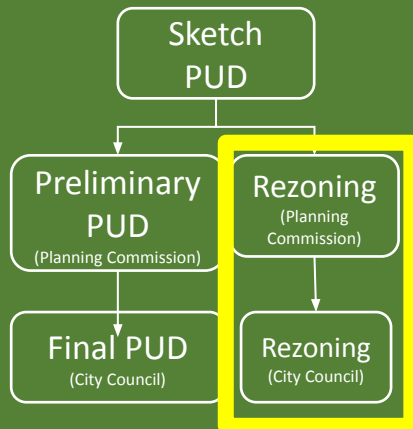 Sketch
PUD
Preliminary
PUD
(Planning Commission)
Rezoning
(Planning
Commission)
Final PUD
(City Council)
Rezoning
(City Council)